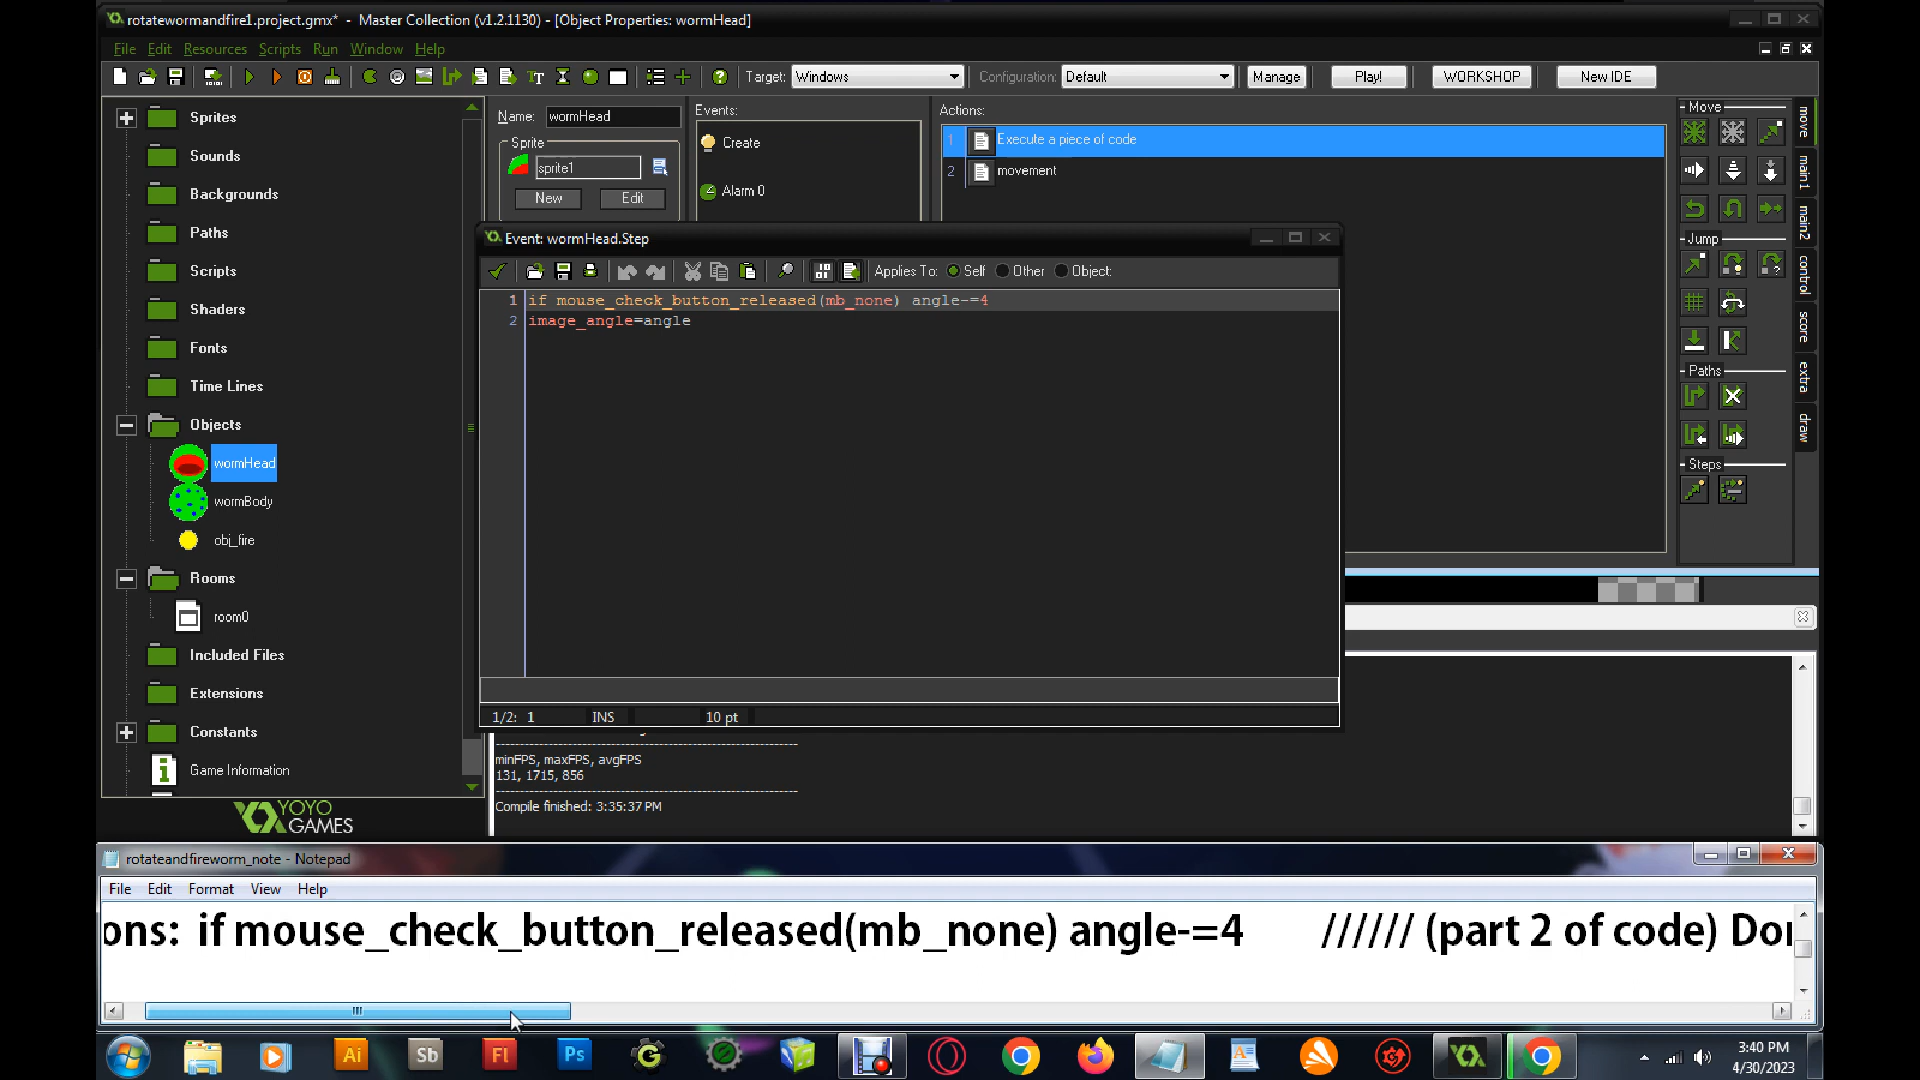 rotatewormandfire1.project.gmx* - Master Collection (v1.2.1130) - [Object Properties: wormHead]
File Edit Resources Scripts Run Window Help
Target: Windows Configuration: Default Manage Play! WORKSHOP New IDE
Sprites
Sounds
Backgrounds
Paths
Scripts
Shaders
Fonts
Time Lines
Objects
wormHead
wormBody
obj_fire
Rooms
room0
Included Files
Extensions
Constants
Game Information
YOYO
GAMES
Name: wormHead
Sprite
sprite1
New Edit
Events:
Create
Alarm 0
Actions:
1 Execute a piece of code
2 movement
Move
Jump
Paths
Steps
move
main1
main2
control
score
extra
draw
Event: wormHead.Step
Applies To: Self Other Object:
1 if mouse_check_button_released(mb_none) angle-=4
2 image_angle=angle
1/2: 1 INS 10 pt
minFPS, maxFPS, avgFPS
131, 1715, 856
Compile finished: 3:35:37 PM
rotateandfireworm_note - Notepad
File Edit Format View Help
ons: if mouse_check_button_released(mb_none) angle-=4 ////// (part 2 of code) Don
Ai Sb Fl Ps
3:40 PM
4/30/2023